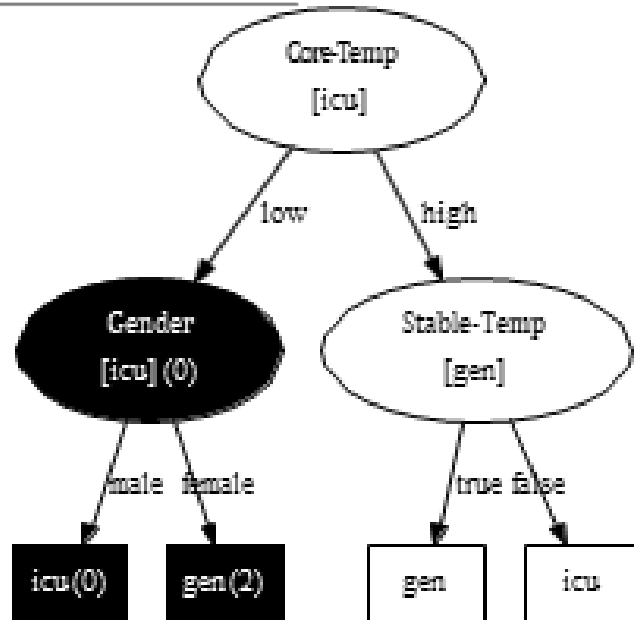 Core-Temp
[icu]
low
high
Gender
[icu] (0)
Stable-Temp
[gen]
male
female
true
false
icu(0)
gen(2)
gen
icu